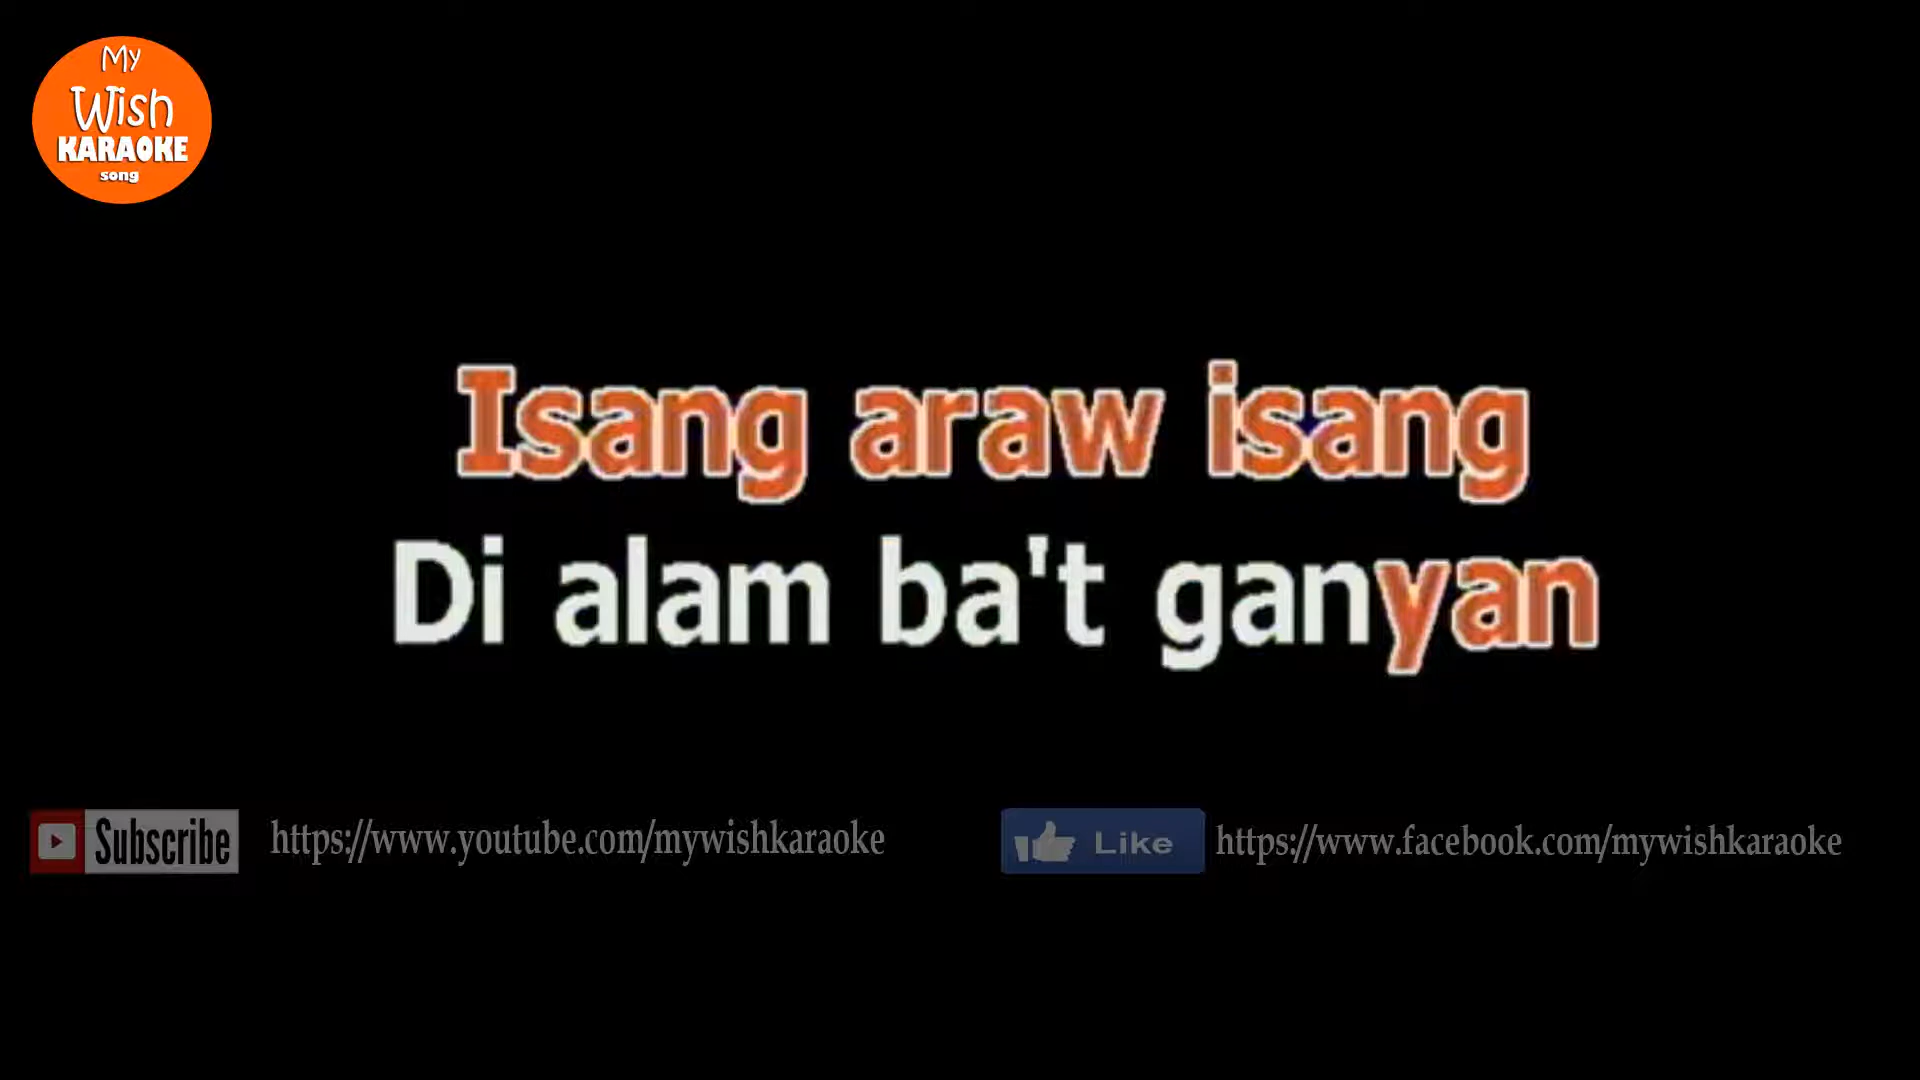 My
Wish
KARAOKE
song
Isang araw isang
Di alam ba't ganyan
Subscribe https://www.youtube.com/mywishkaraoke
Like https://www.facebook.com/mywishkaraoke